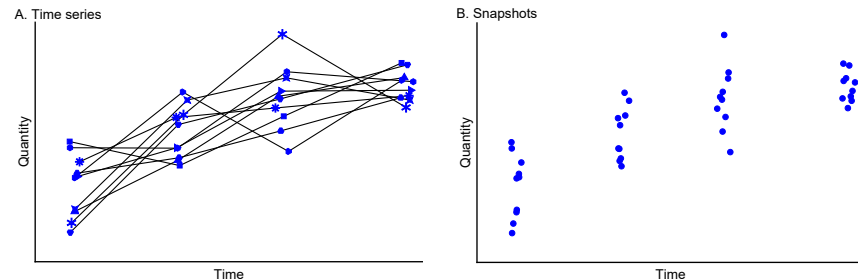 A. Time series
Quantity
Time
B. Snapshots
Quantity
Time